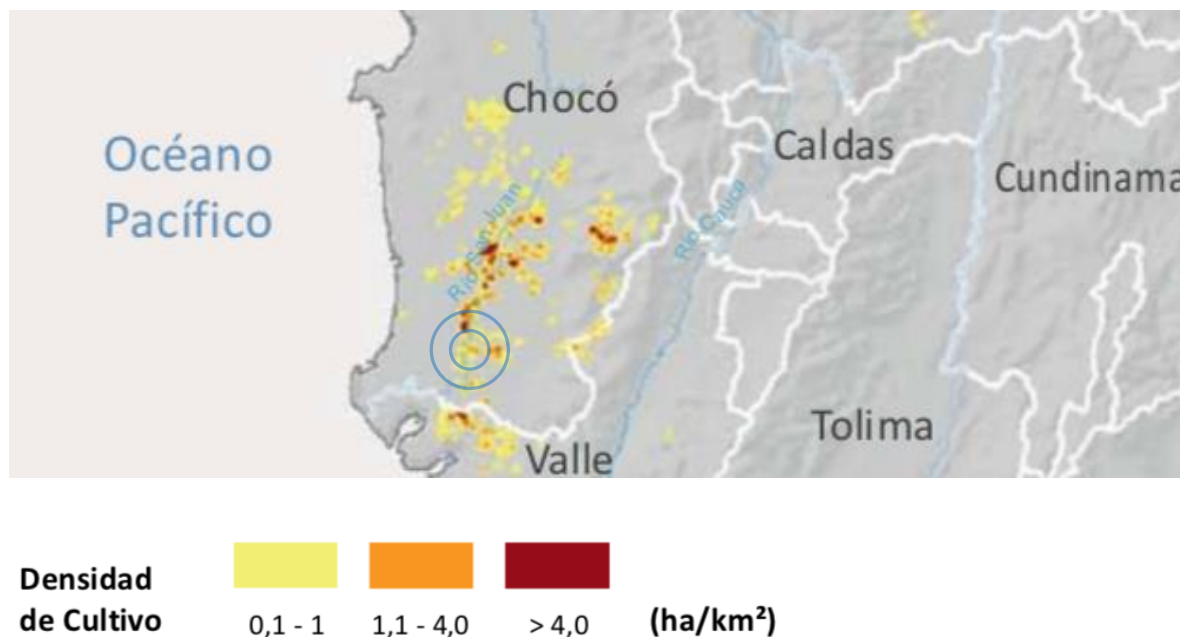 Chocó
Océano
Pacífico
Caldas
Cundinama
Río San Juan
Río Cauca
Tolima
Valle
Densidad
de Cultivo
0,1 - 1
1,1 - 4,0
> 4,0
(ha/km²)